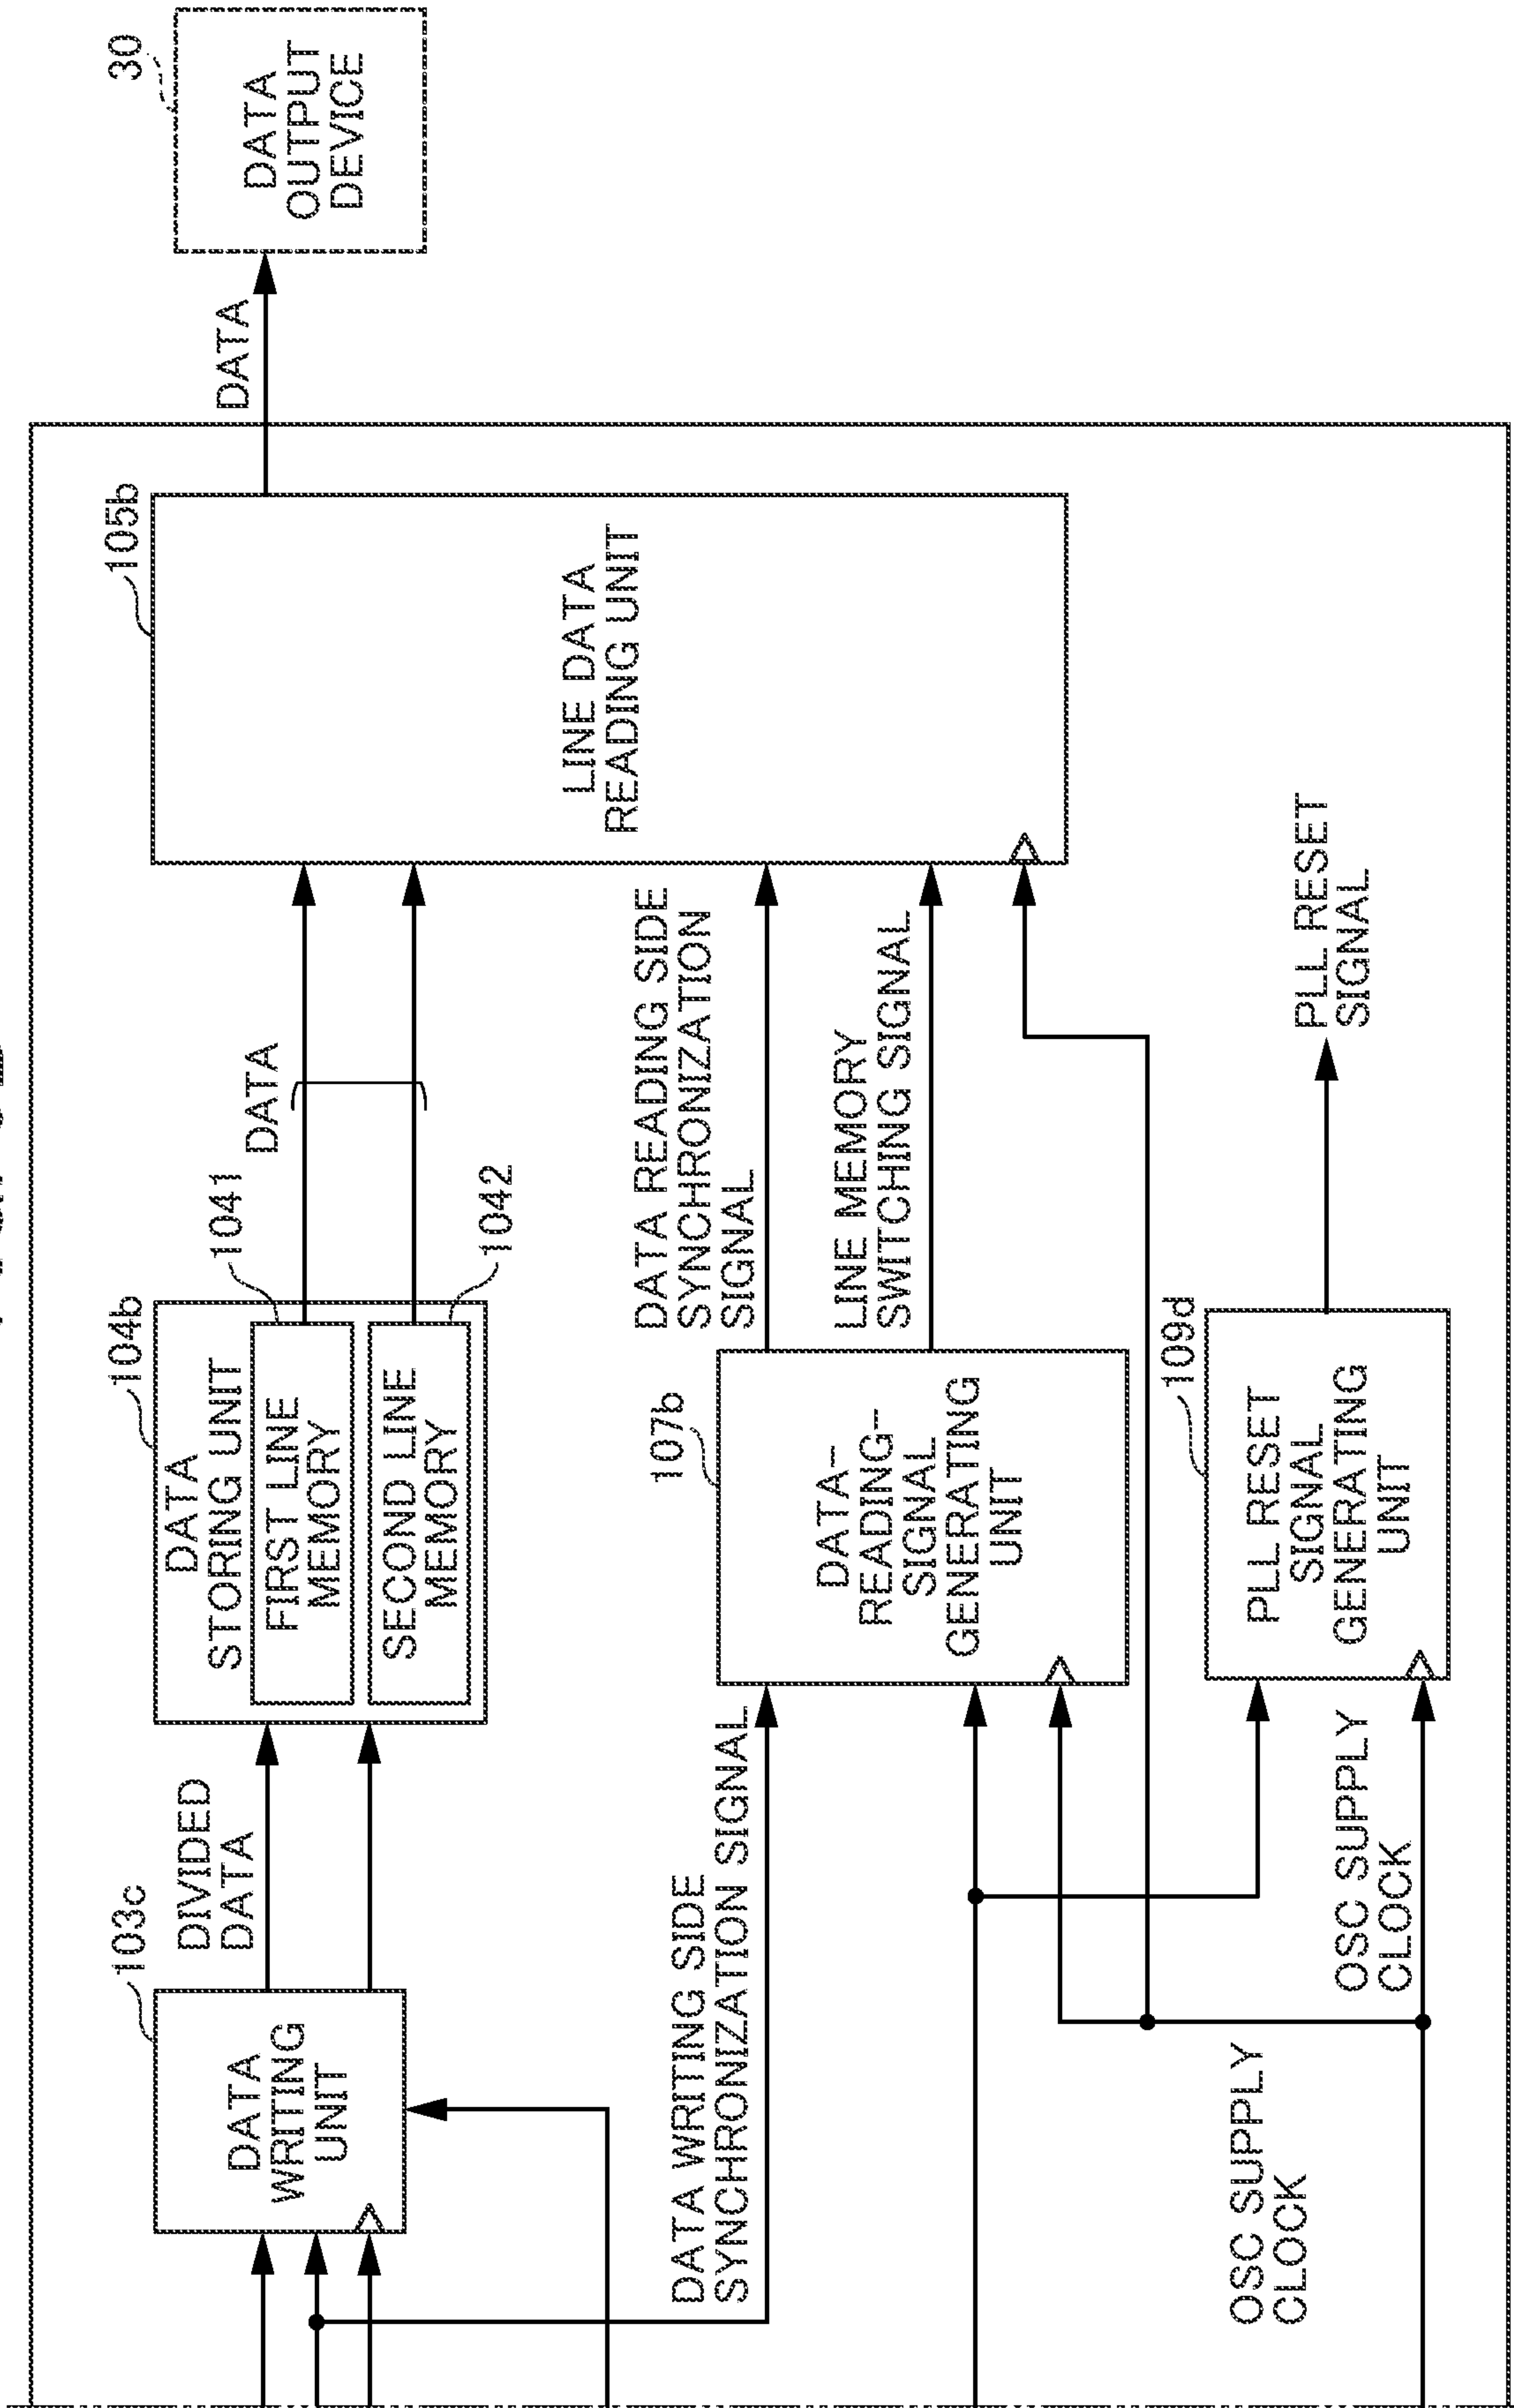 30
DATA
OUTPUT
DEVICE
DATA
105b
LINE DATA
READING UNIT
DATA
104b
DATA
STORING UNIT
1041
FIRST LINE
MEMORY
1042
SECOND LINE
MEMORY
DIVIDED
DATA
103c
DATA
WRITING
UNIT
DATA READING SIDE
SYNCHRONIZATION
SIGNAL
LINE MEMORY
SWITCHING SIGNAL
107b
DATA-
READING-
SIGNAL
GENERATING
UNIT
DATA WRITING SIDE
SYNCHRONIZATION SIGNAL
PLL RESET
SIGNAL
109d
PLL RESET
SIGNAL
GENERATING
UNIT
OSC SUPPLY
CLOCK
OSC SUPPLY
CLOCK